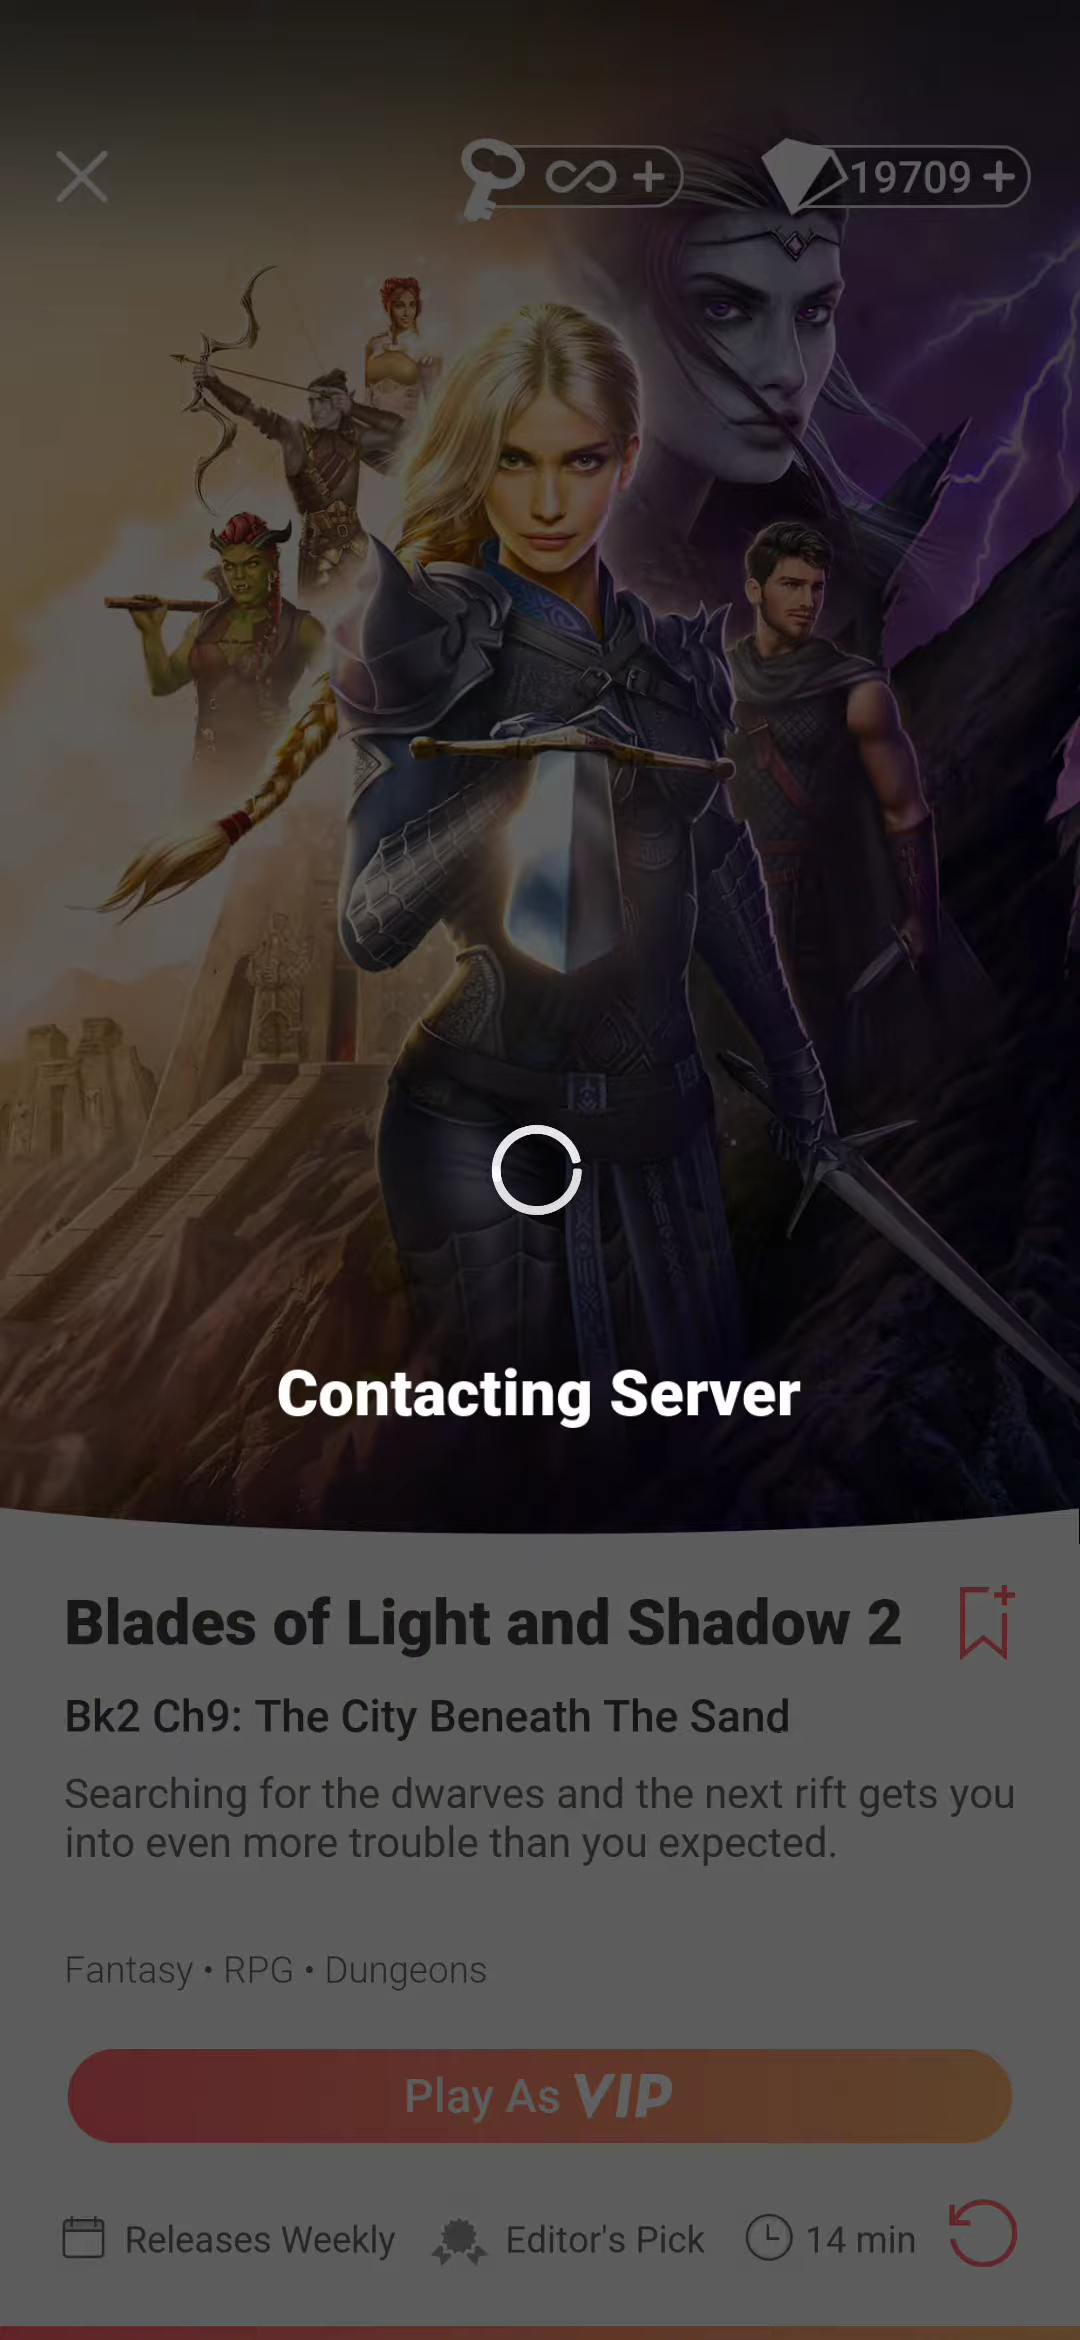 19709
Contacting Server
Blades of Light and Shadow 2
Bk2 Ch9: The City Beneath The Sand
Searching for the dwarves and the next rift gets you
into even more trouble than you expected.
Fantasy • RPG • Dungeons
Play As VIP
Releases Weekly Editor's Pick 14 min